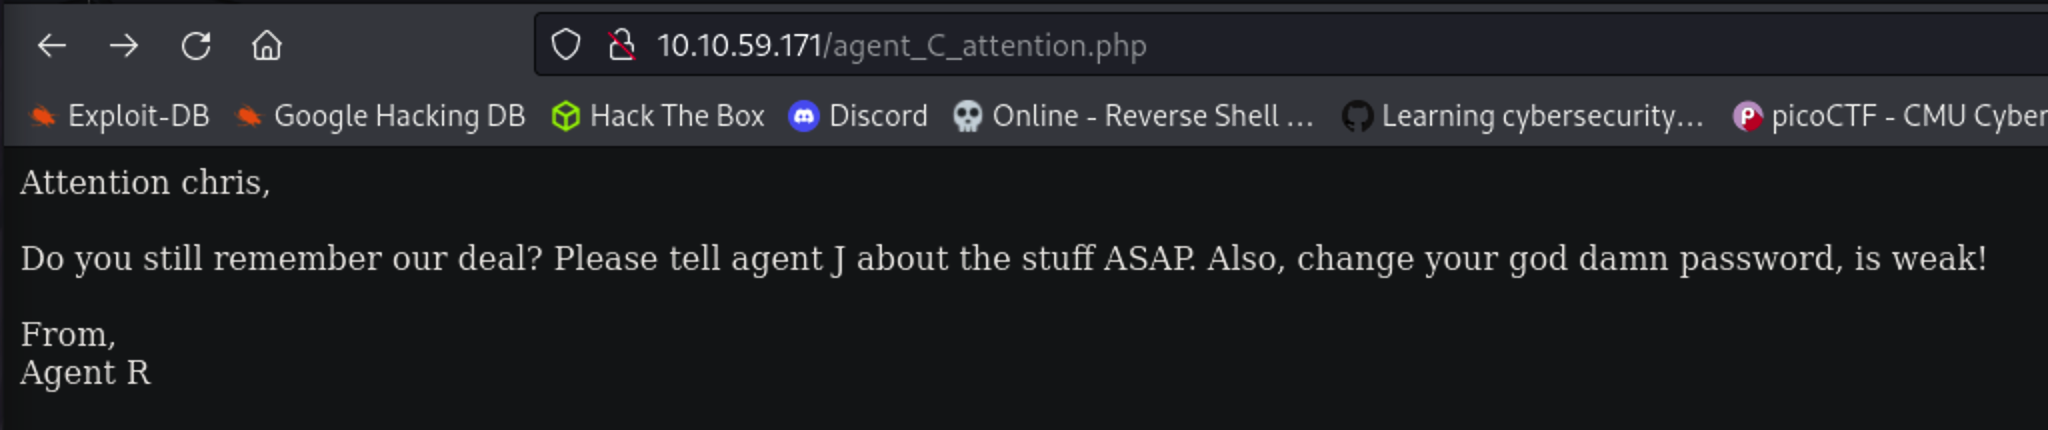 10.10.59.171/agent_C_attention.php
Exploit-DB Google Hacking DB Hack The Box Discord Online - Reverse Shell ... Learning cybersecurity... picoCTF - CMU Cyber
Attention chris,
Do you still remember our deal? Please tell agent J about the stuff ASAP. Also, change your god damn password, is weak!
From,
Agent R